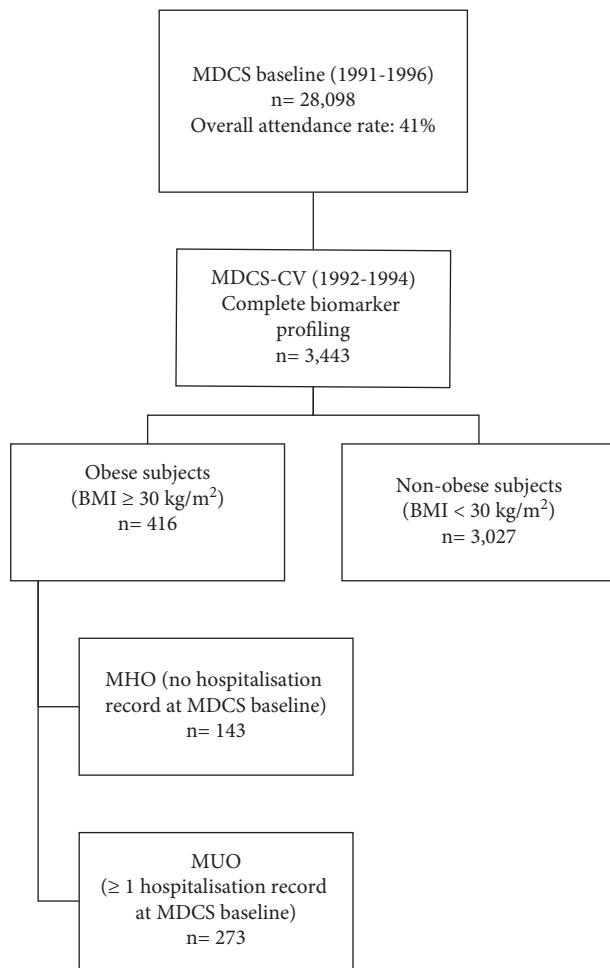 MDCS baseline (1991-1996)
n= 28,098
Overall attendance rate: 41%
MDCS-CV (1992-1994)
Complete biomarker
profiling
n= 3,443
Obese subjects
(BMI ≥ 30 kg/m²)
n= 416
Non-obese subjects
(BMI < 30 kg/m²)
n= 3,027
MHO (no hospitalisation
record at MDCS baseline)
n= 143
MUO
(≥ 1 hospitalisation record
at MDCS baseline)
n= 273